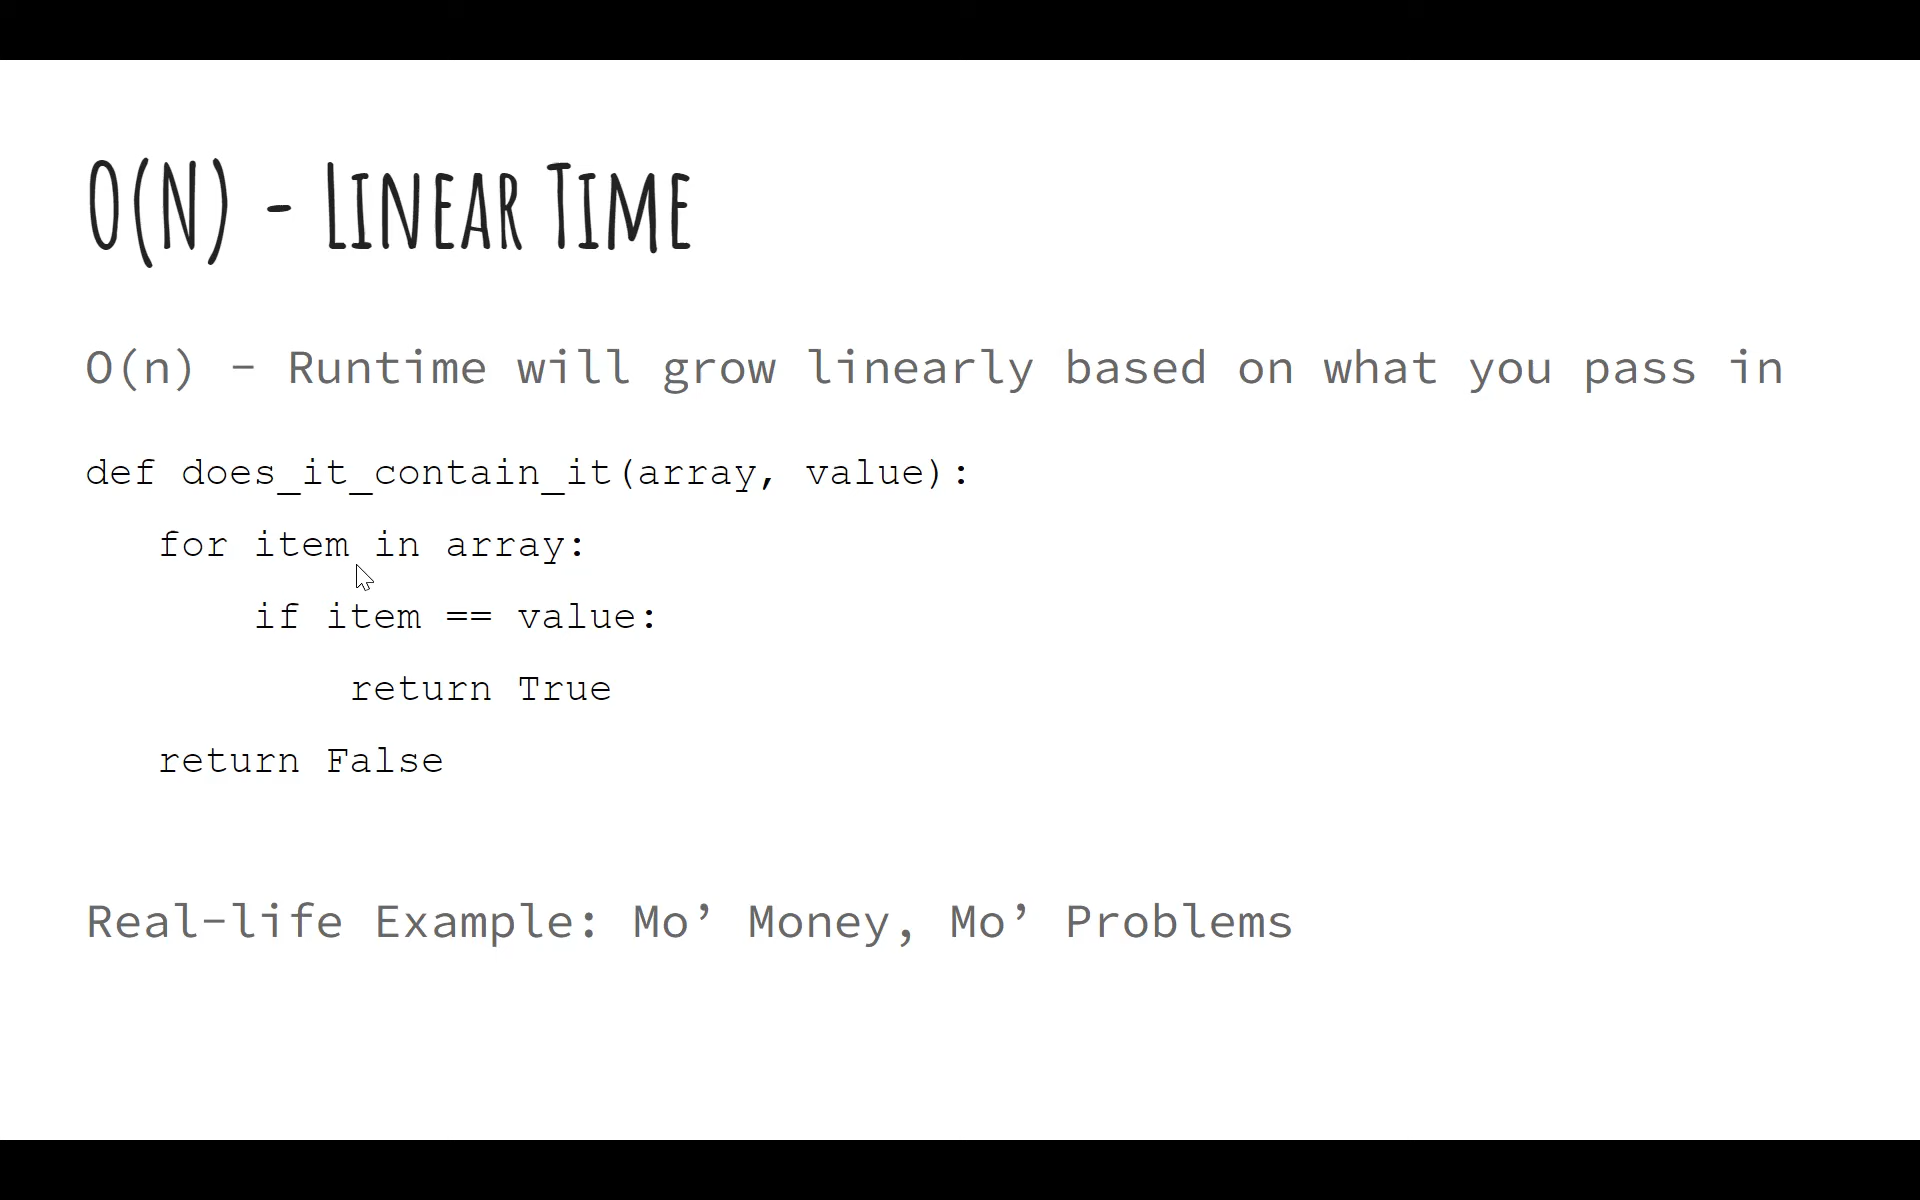 O(N) - Linear Time
O(n) - Runtime will grow linearly based on what you pass in
def does_it_contain_it(array, value):
for item in array:
if item == value:
return True
return False
Real-life Example: Mo’ Money, Mo’ Problems